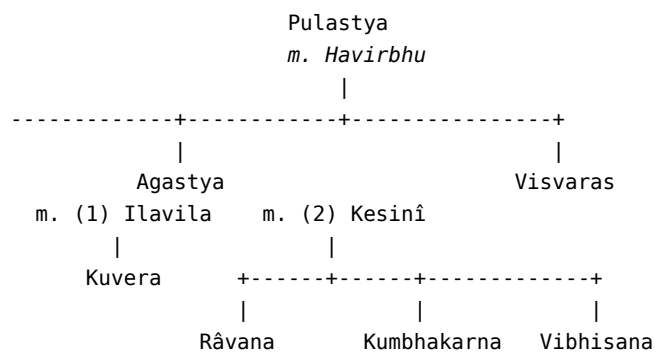 Pulastya
m. Havirbhu
|
-------------+------------+----------------+
| |
Agastya Visvaras
m. (1) Ilavila m. (2) Kesinî
| |
Kuvera +------+------+-------------+
| | |
Râvana Kumbhakarna Vibhisana